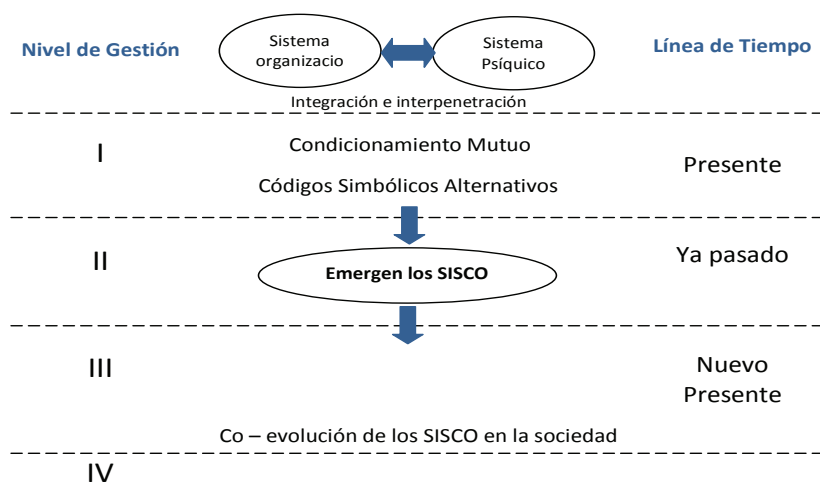 Nivel de Gestión
Sistema
organizacio
Sistema
Psíquico
Línea de Tiempo
Integración e interpenetración
I
Condicionamiento Mutuo
Códigos Simbólicos Alternativos
Presente
II
Emergen los SISCO
Ya pasado
III
Nuevo
Presente
Co – evolución de los SISCO en la sociedad
IV